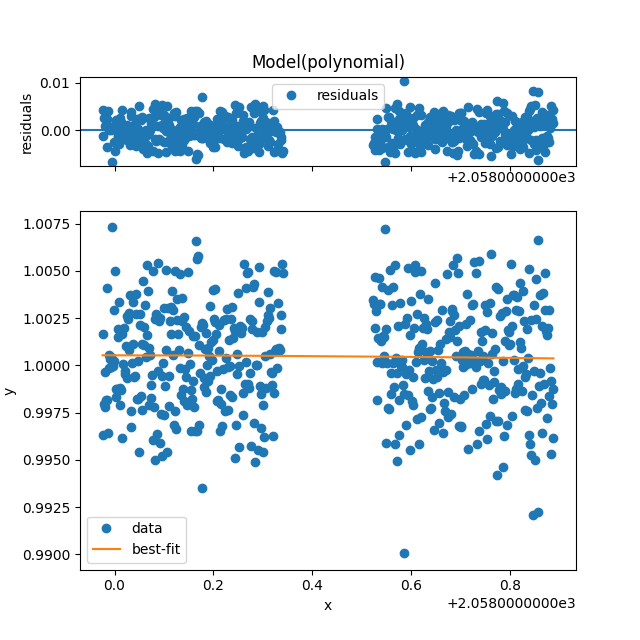 Model(polynomial)
residuals
0.01
0.00
residuals
+2.0580000000e3
1.0075
1.0050
1.0025
1.0000
0.9975
0.9950
0.9925
0.9900
y
data
best-fit
0.0 0.2 0.4 0.6 0.8
x
+2.0580000000e3